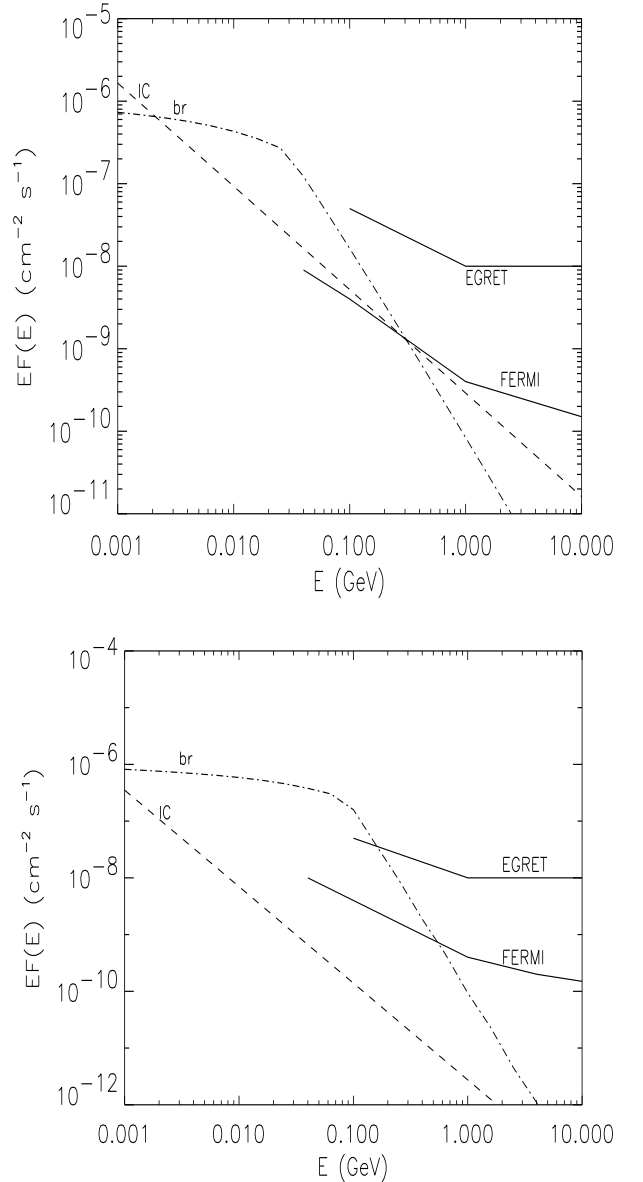 10⁻⁵
10⁻⁶
10⁻⁷
10⁻⁸
10⁻⁹
10⁻¹⁰
10⁻¹¹
EF(E) (cm⁻² s⁻¹)
IC
br
EGRET
FERMI
0.001 0.010 0.100 1.000 10.000
E (GeV)
10⁻⁴
10⁻⁶
10⁻⁸
10⁻¹⁰
10⁻¹²
EF(E) (cm⁻² s⁻¹)
br
IC
EGRET
FERMI
0.001 0.010 0.100 1.000 10.000
E (GeV)